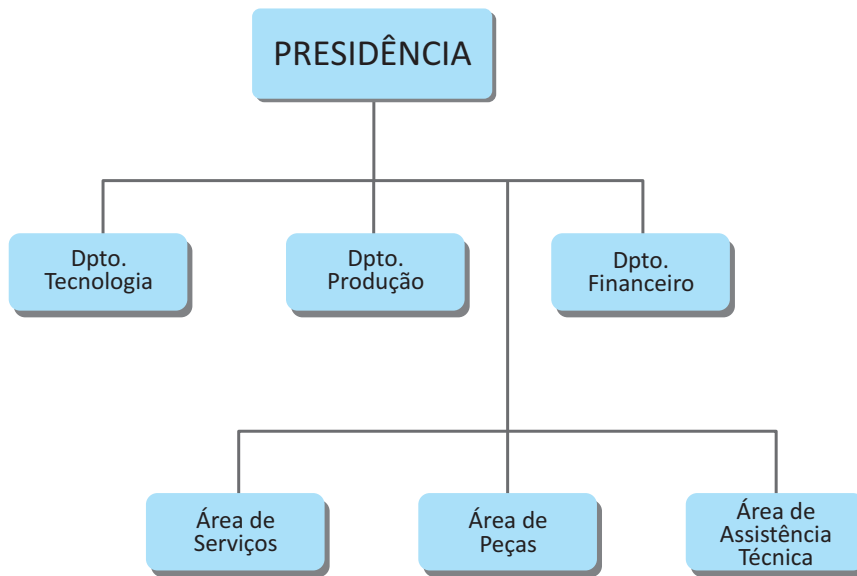 PRESIDÊNCIA
Dpto.
Tecnologia
Dpto.
Produção
Dpto.
Financeiro
Área de
Serviços
Área de
Peças
Área de
Assistência
Técnica